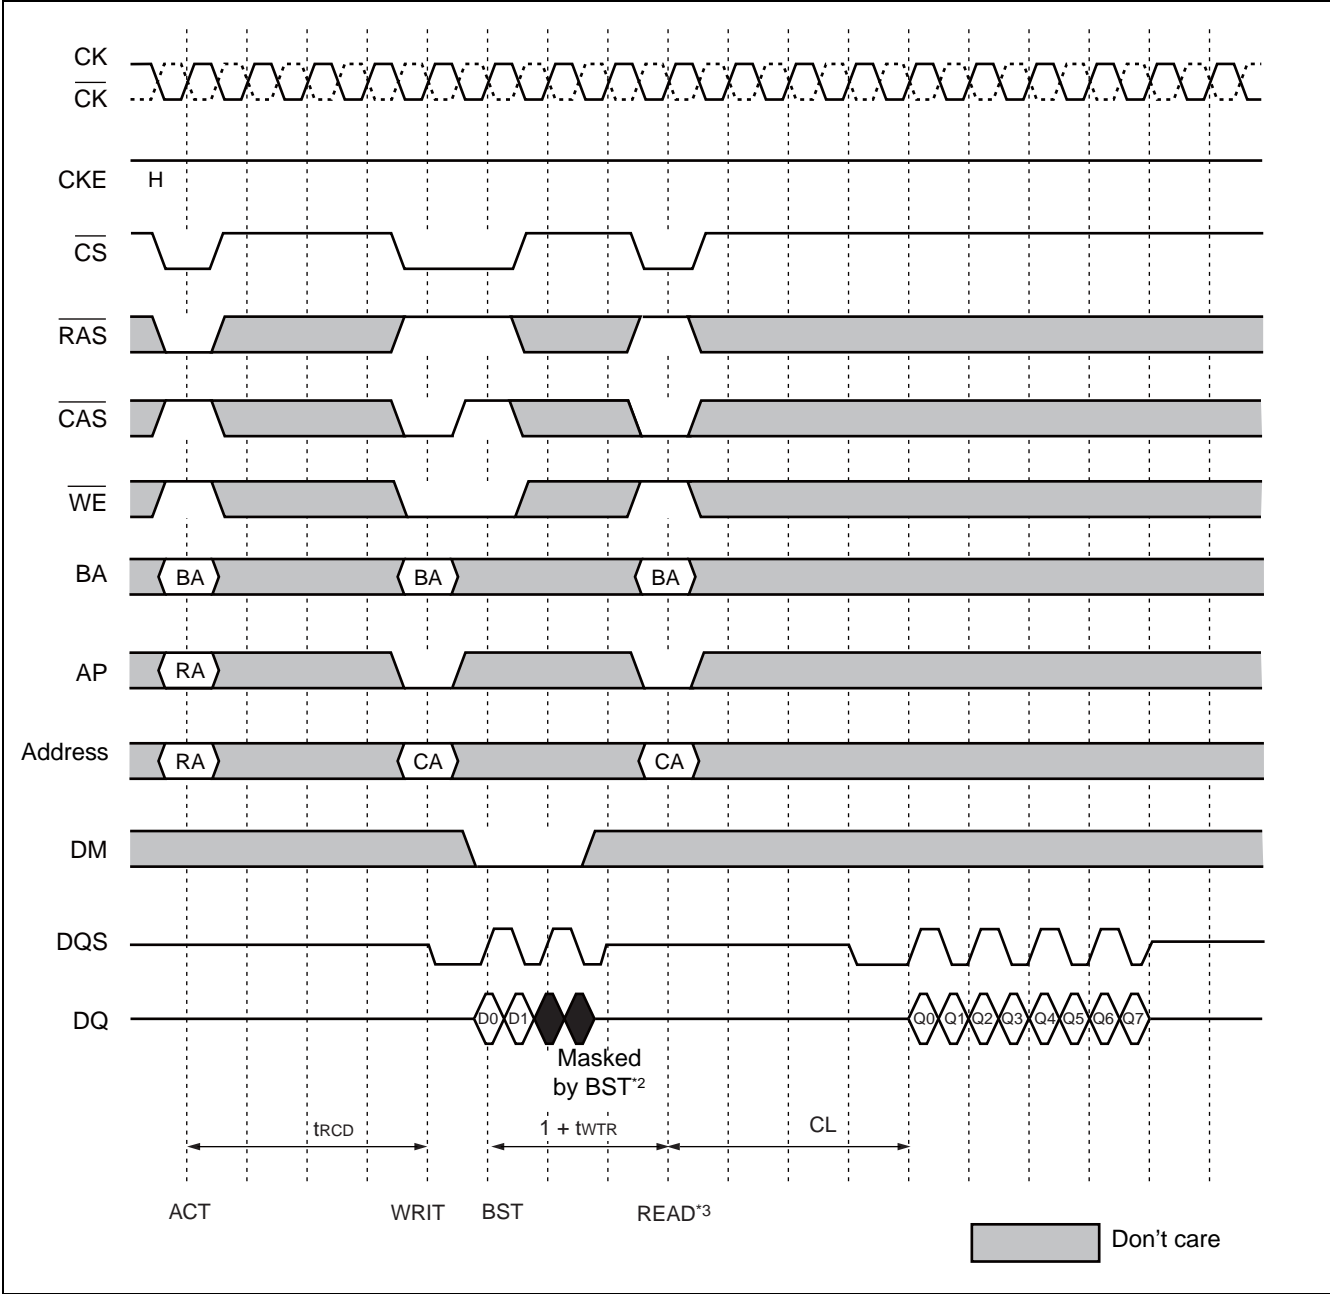 CK
CK
CKE H
CS
RAS
CAS
WE
BA BA BA BA
AP RA
Address RA CA CA
DM
DQS
DQ D0 D1 Q0 Q1 Q2 Q3 Q4 Q5 Q6 Q7
Masked
by BST*2
tRCD 1 + tWTR CL
ACT WRIT BST READ*3
Don't care